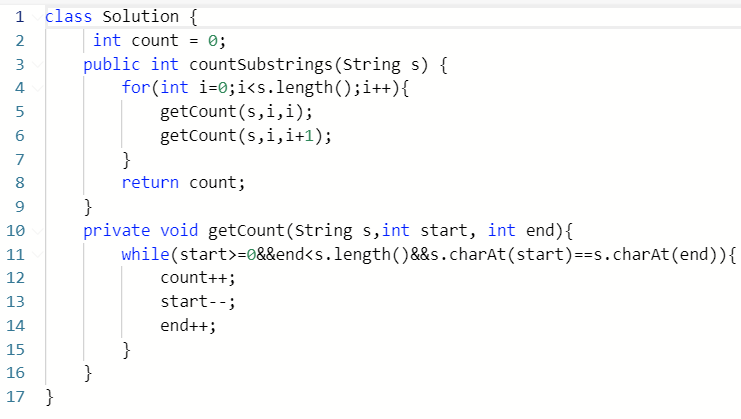 1 class Solution {
2 int count = 0;
3 public int countSubstrings(String s) {
4 for(int i=0;i<s.length();i++){
5 getCount(s,i,i);
6 getCount(s,i,i+1);
7 }
8 return count;
9 }
10 private void getCount(String s,int start, int end){
11 while(start>=0&&end<s.length()&&s.charAt(start)==s.charAt(end)){
12 count++;
13 start--;
14 end++;
15 }
16 }
17 }